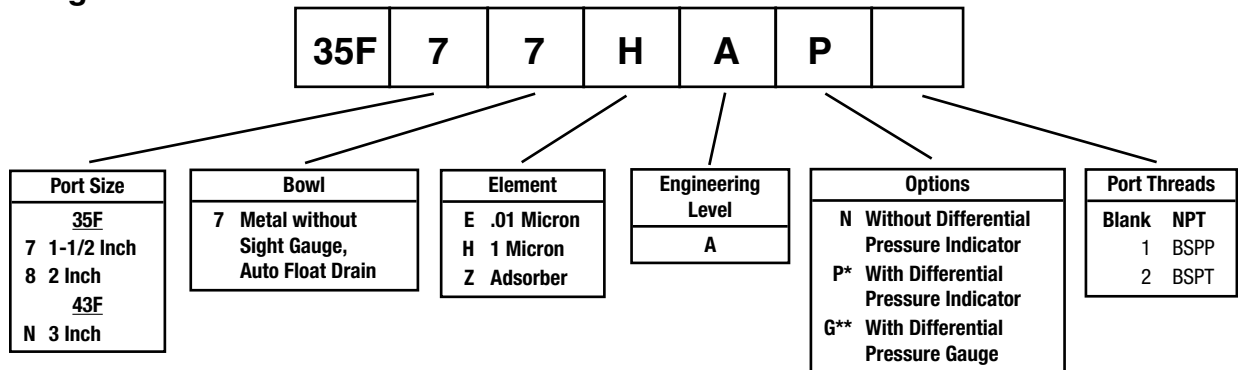 35F 7 7 H A P
Port Size
35F
7 1-1/2 Inch
8 2 Inch
43F
N 3 Inch
Bowl
7 Metal without
Sight Gauge,
Auto Float Drain
Element
E .01 Micron
H 1 Micron
Z Adsorber
Engineering
Level
A
Options
N Without Differential
Pressure Indicator
P* With Differential
Pressure Indicator
G** With Differential
Pressure Gauge
Port Threads
Blank NPT
1 BSPP
2 BSPT